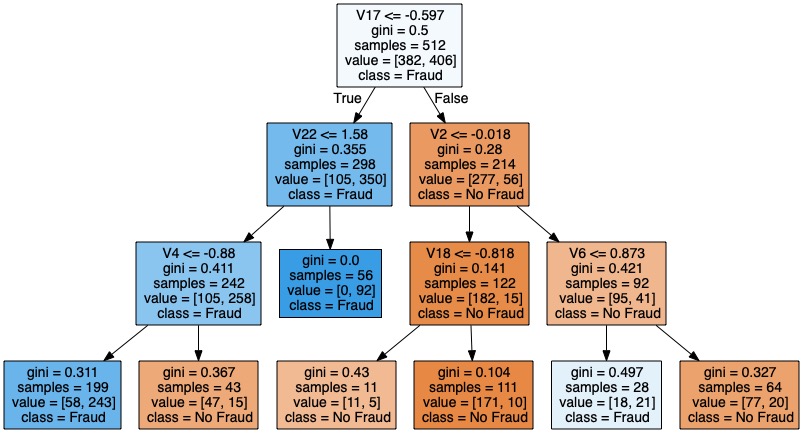 V17 <= -0.597
gini = 0.5
samples = 512
value = [382, 406]
class = Fraud
True
False
V22 <= 1.58
gini = 0.355
samples = 298
value = [105, 350]
class = Fraud
V2 <= -0.018
gini = 0.28
samples = 214
value = [277, 56]
class = No Fraud
V4 <= -0.88
gini = 0.411
samples = 242
value = [105, 258]
class = Fraud
gini = 0.0
samples = 56
value = [0, 92]
class = Fraud
V18 <= -0.818
gini = 0.141
samples = 122
value = [182, 15]
class = No Fraud
V6 <= 0.873
gini = 0.421
samples = 92
value = [95, 41]
class = No Fraud
gini = 0.311
samples = 199
value = [58, 243]
class = Fraud
gini = 0.367
samples = 43
value = [47, 15]
class = No Fraud
gini = 0.43
samples = 11
value = [11, 5]
class = No Fraud
gini = 0.104
samples = 111
value = [171, 10]
class = No Fraud
gini = 0.497
samples = 28
value = [18, 21]
class = Fraud
gini = 0.327
samples = 64
value = [77, 20]
class = No Fraud